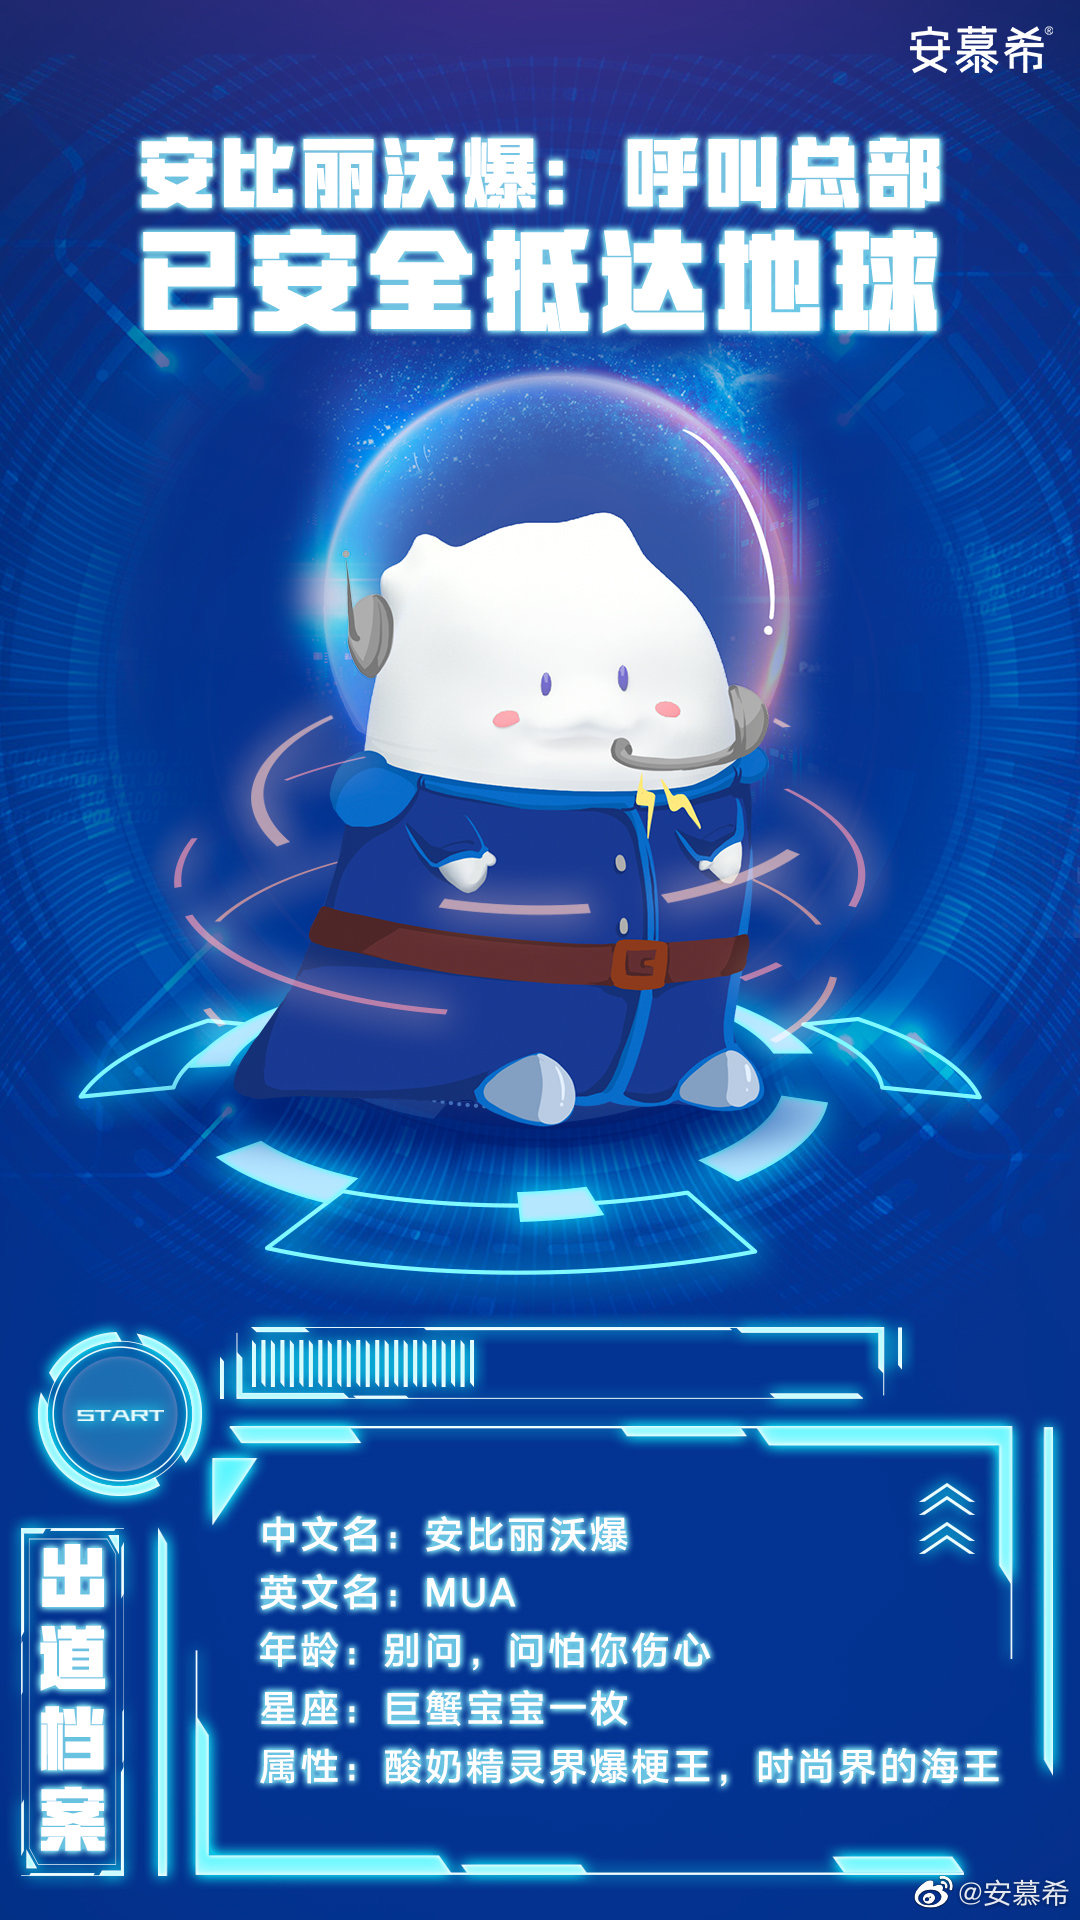 安慕希®
安比丽沃爆：呼叫总部
已安全抵达地球
START
出道档案
中文名：安比丽沃爆
英文名：MUA
年龄：别问，问怕你伤心
星座：巨蟹宝宝一枚
属性：酸奶精灵界爆梗王，时尚界的海王
@安慕希